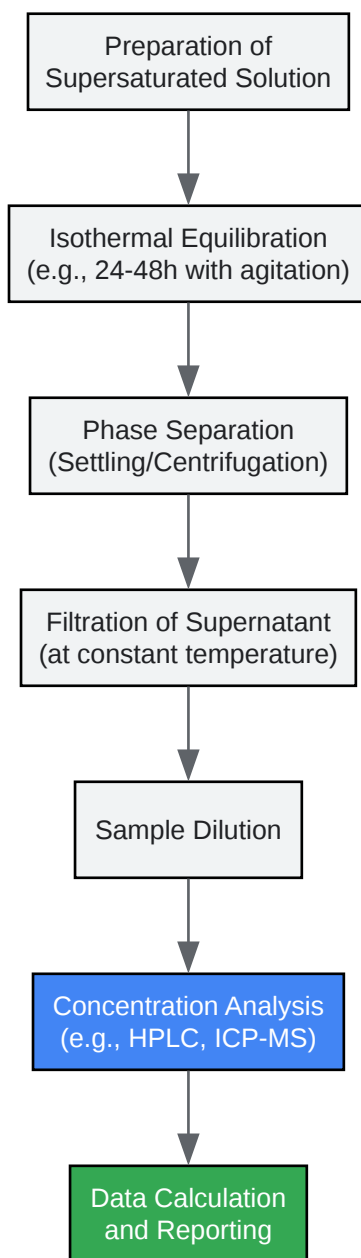 Preparation of
Supersaturated Solution
Isothermal Equilibration
(e.g., 24-48h with agitation)
Phase Separation
(Settling/Centrifugation)
Filtration of Supernatant
(at constant temperature)
Sample Dilution
Concentration Analysis
(e.g., HPLC, ICP-MS)
Data Calculation
and Reporting